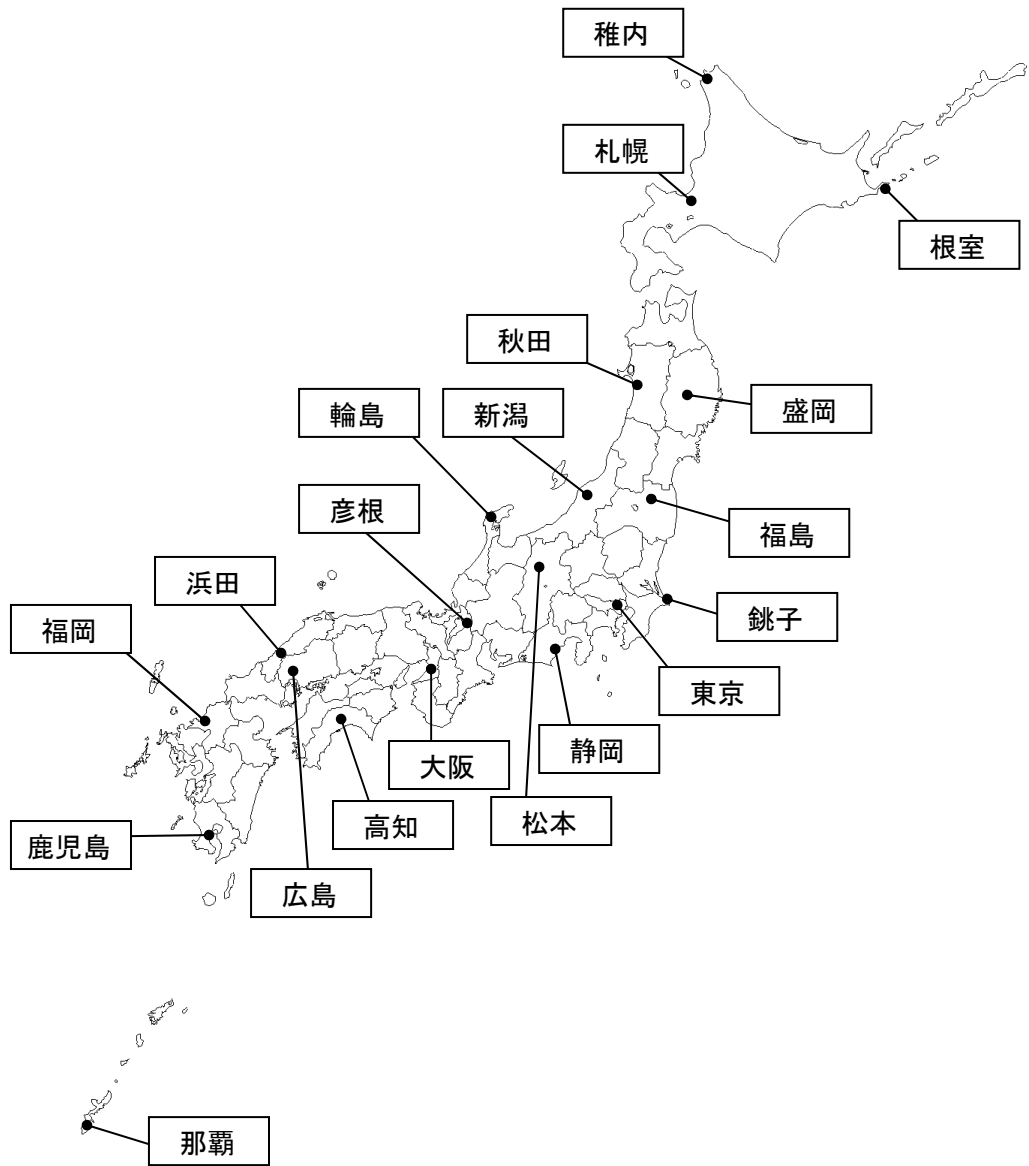 稚内
札幌
根室
秋田
輪島
新潟
盛岡
彦根
福島
浜田
銚子
福岡
東京
静岡
大阪
松本
高知
鹿児島
広島
那覇